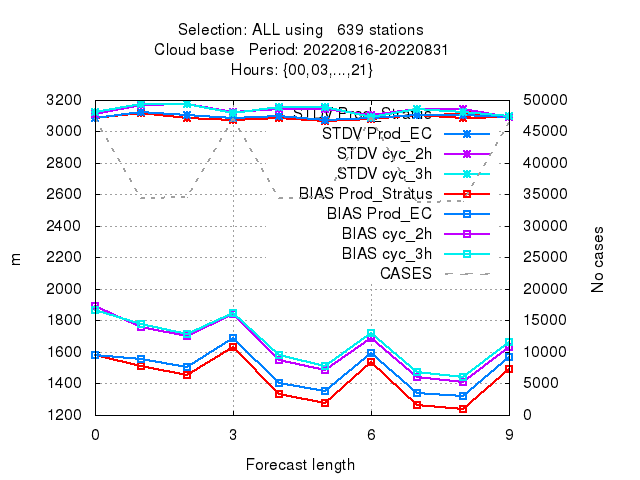 Selection: ALL using   639 stations
Cloud base   Period: 20220816-20220831
Hours: {00,03,...,21}
3200
3000
2800
2600
2400
2200
2000
1800
1600
1400
1200
m
STDV Prod_Stratus
STDV Prod_EC
STDV cyc_2h
STDV cyc_3h
BIAS Prod_Stratus
BIAS Prod_EC
BIAS cyc_2h
BIAS cyc_3h
CASES
50000
45000
40000
35000
30000
25000
20000
15000
10000
5000
0
No cases
0 3 6 9
Forecast length